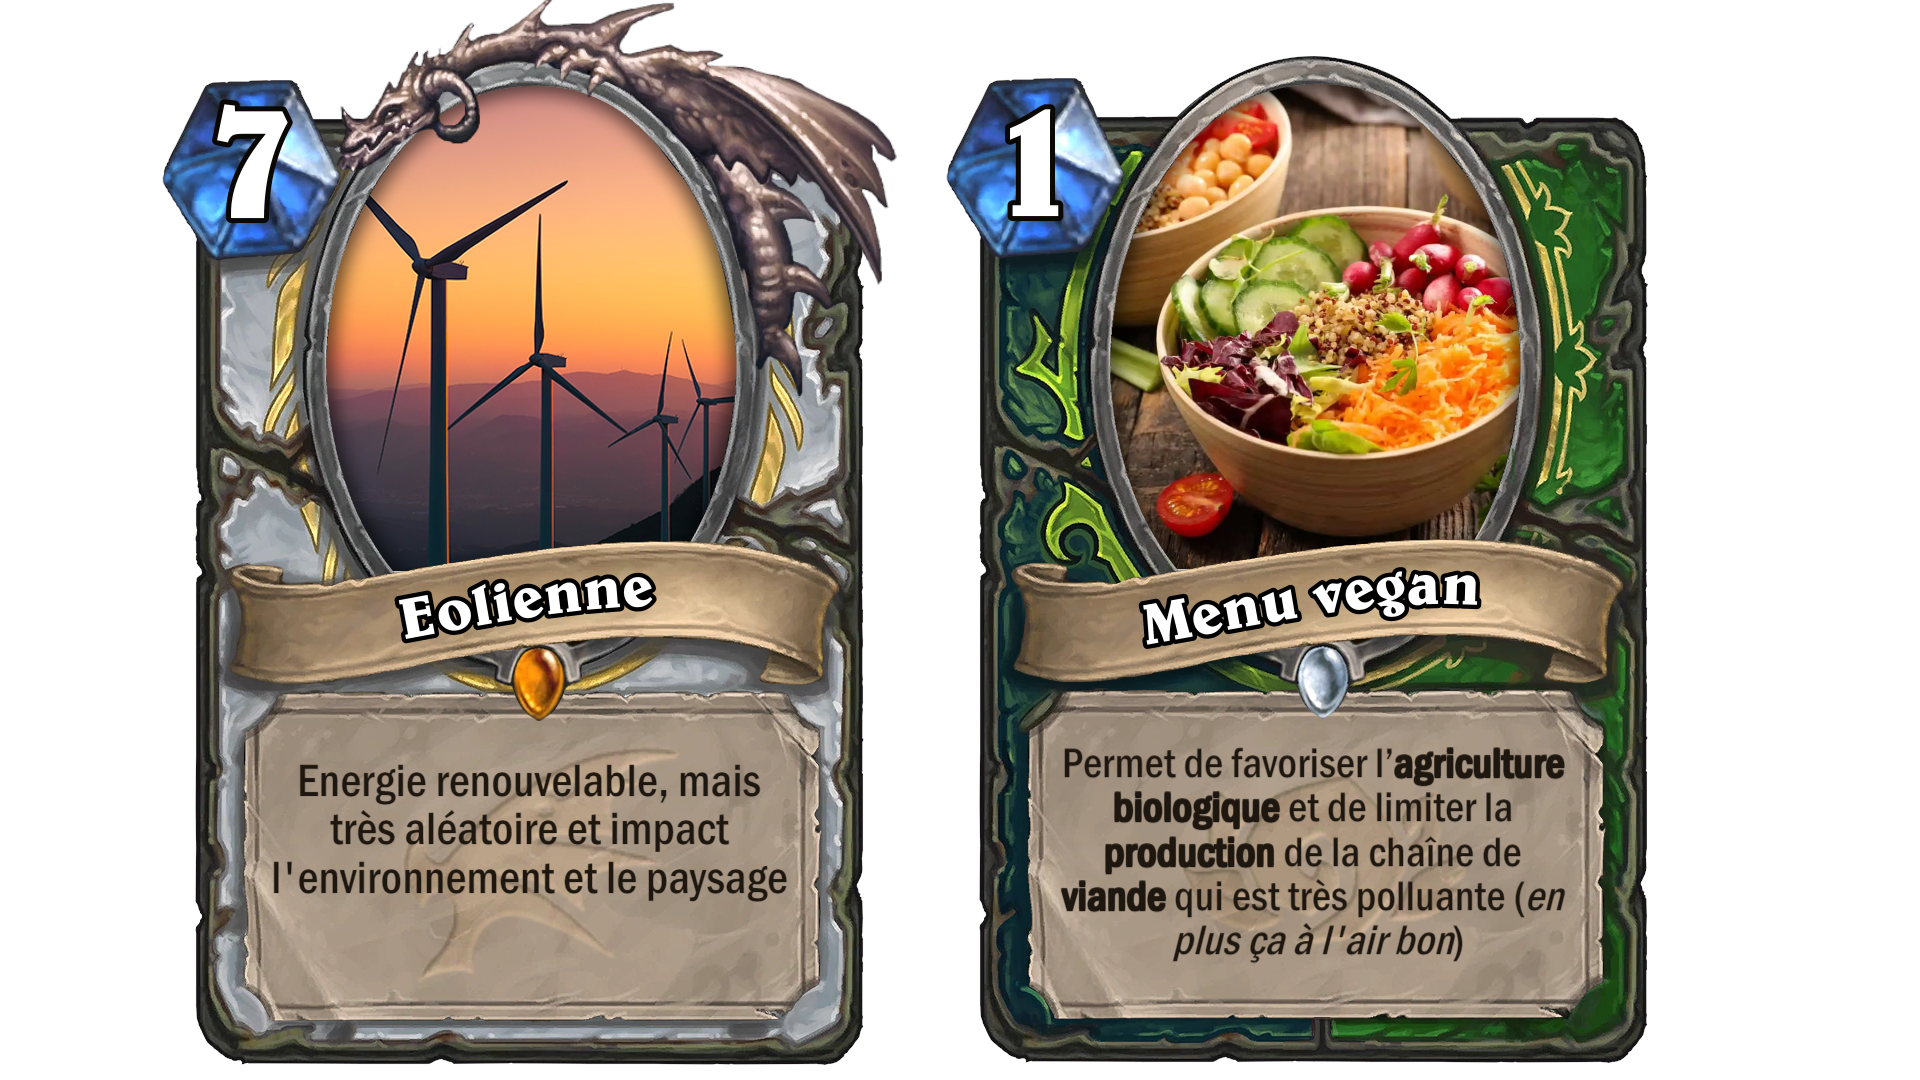 7
Eolienne
Energie renouvelable, mais
très aléatoire et impact
l'environnement et le paysage
1
Menu vegan
Permet de favoriser l’agriculture
biologique et de limiter la
production de la chaîne de
viande qui est très polluante (en
plus ça à l'air bon)